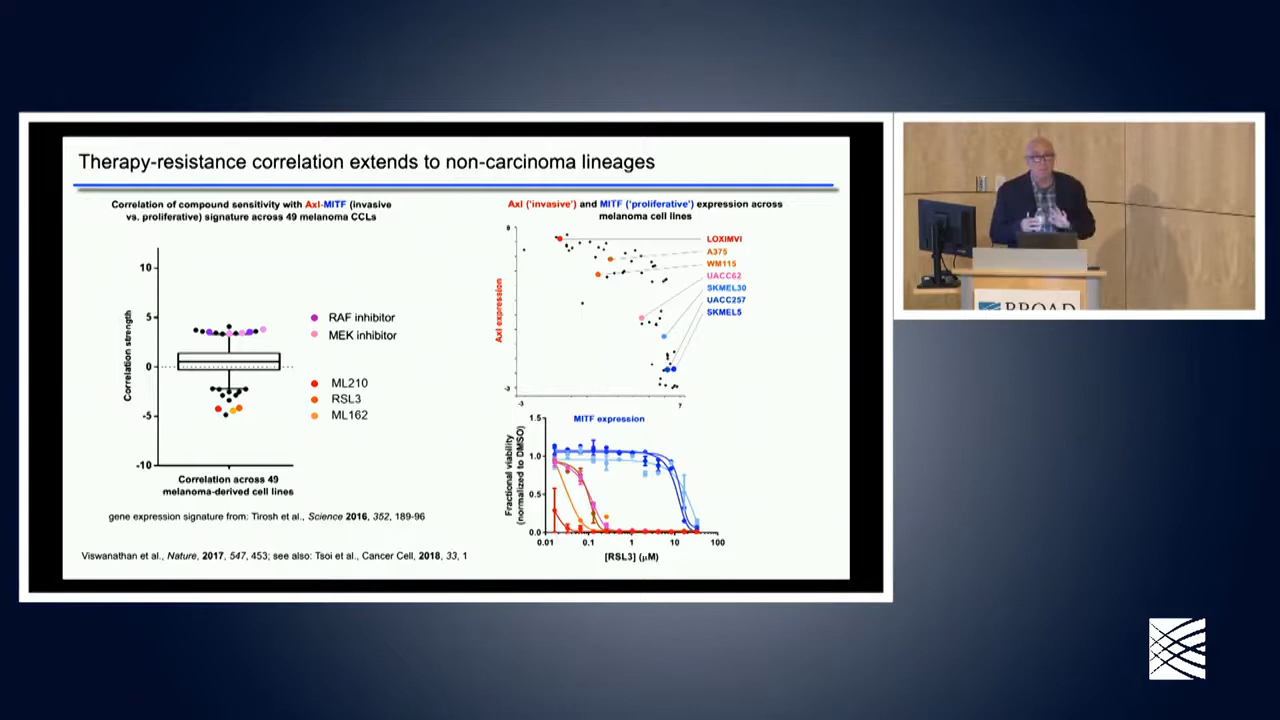 Therapy-resistance correlation extends to non-carcinoma lineages
Correlation of compound sensitivity with Axl-MITF (invasive
vs. proliferative) signature across 49 melanoma CCLs
Correlation strength
10
5
0
-5
-10
RAF inhibitor
MEK inhibitor
ML210
RSL3
ML162
Correlation across 49
melanoma-derived cell lines
gene expression signature from: Tirosh et al., Science 2016, 352, 189-96
Viswanathan et al., Nature, 2017, 547, 453; see also: Tsoi et al., Cancer Cell, 2018, 33, 1
Axl ('invasive') and MITF ('proliferative') expression across
melanoma cell lines
Axl expression
8
-3
-3
7
MITF expression
LOXIMVI
A375
WM115
UACC62
SKMEL30
UACC257
SKMEL5
Fractional viability
(normalized to DMSO)
1.5
1.0
0.5
0.0
0.01
0.1
1
10
100
[RSL3] (µM)
BROAD